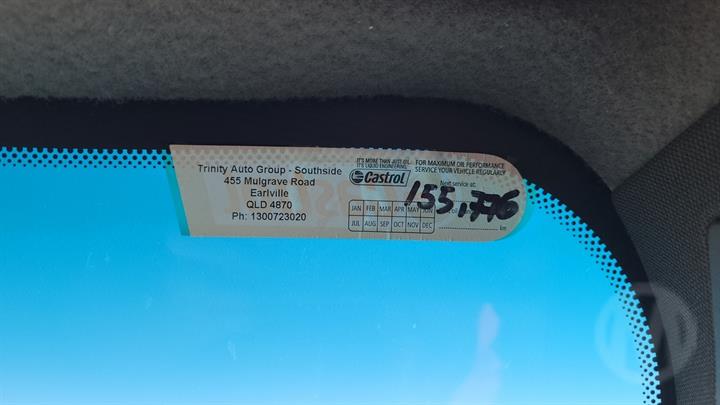 Trinity Auto Group - Southside
455 Mulgrave Road
Earlville
QLD 4870
Ph: 1300723020
IT'S MORE THAN JUST OIL.
IT'S LIQUID ENGINEERING.
Castrol
FOR MAXIMUM OIL PERFORMANCE
SERVICE YOUR VEHICLE REGULARLY
Next service at:
155,776
JAN FEB MAR APR MAY JUN
JUL AUG SEP OCT NOV DEC
km